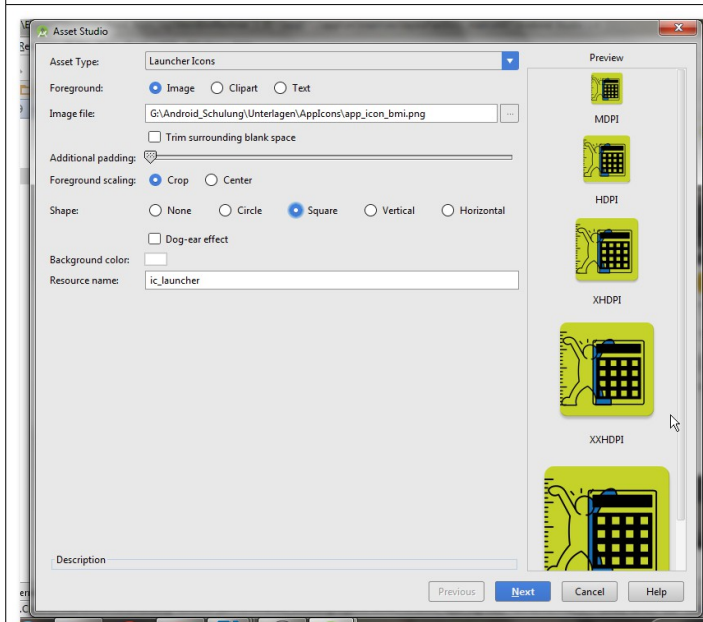 Asset Studio
Asset Type: Launcher Icons
Foreground: Image Clipart Text
Image file: G:\Android_Schulung\Unterlagen\AppIcons\app_icon_bmi.png ...
Trim surrounding blank space
Additional padding:
Foreground scaling: Crop Center
Shape: None Circle Square Vertical Horizontal
Dog-ear effect
Background color:
Resource name: ic_launcher
Preview
MDPI
HDPI
XHDPI
XXHDPI
Description
Previous Next Cancel Help